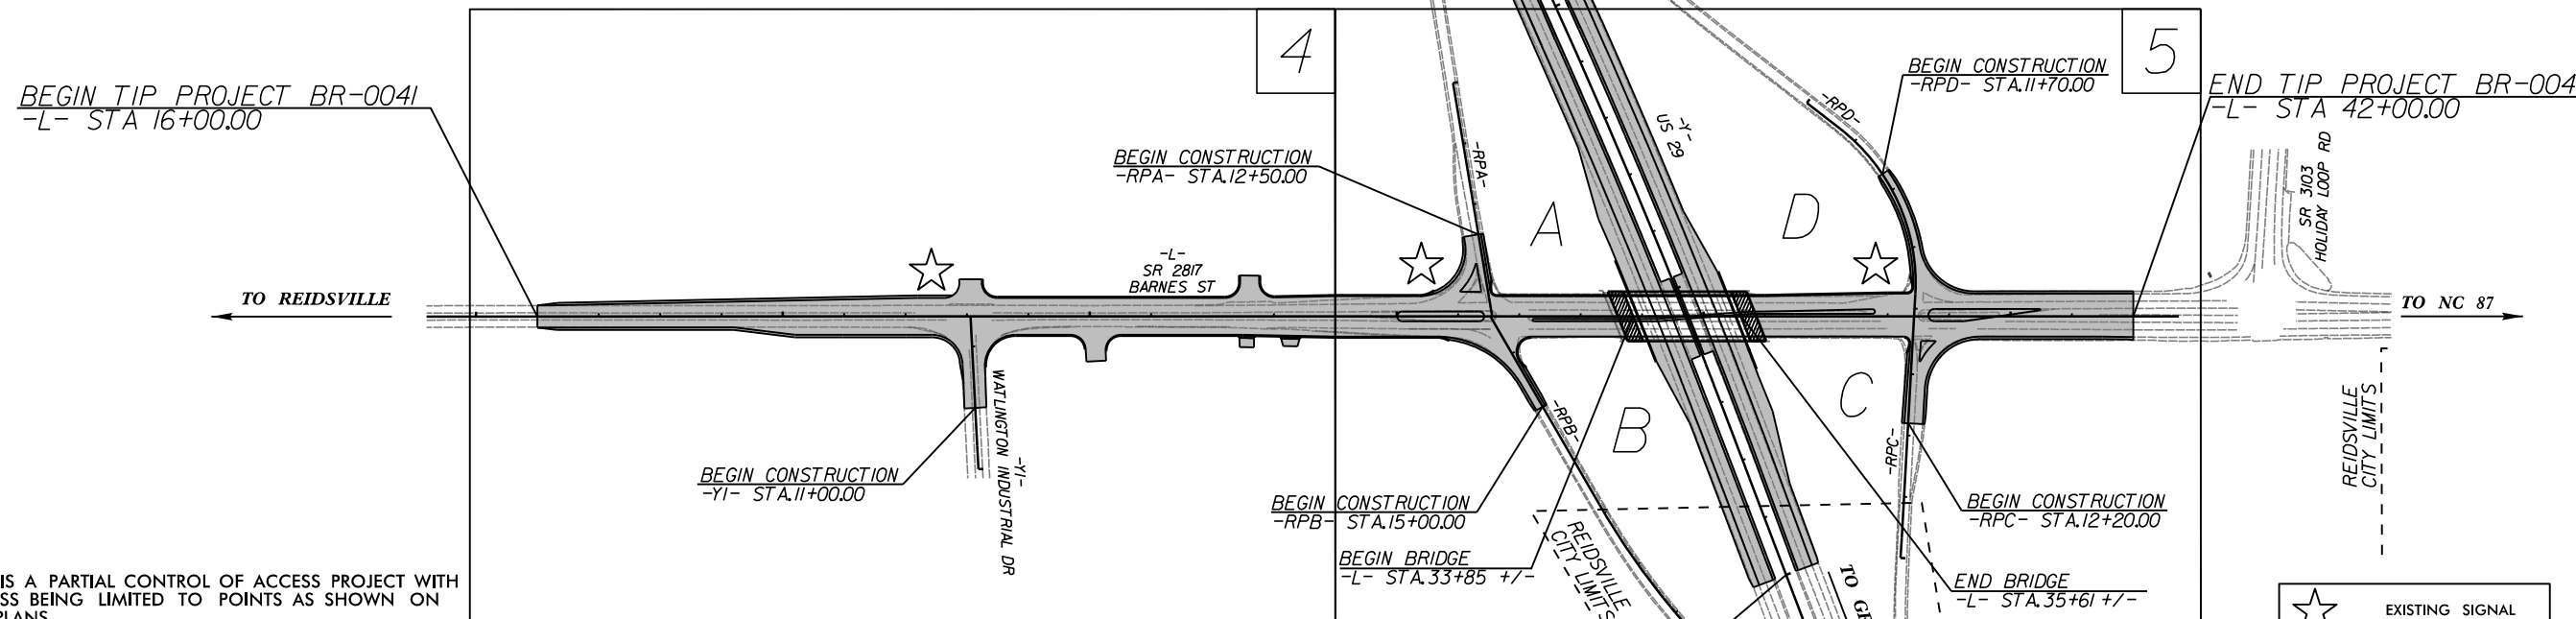 4
5
BEGIN TIP PROJECT BR-0041
-L- STA 16+00.00
BEGIN CONSTRUCTION
-RPD- STA.11+70.00
END TIP PROJECT BR-004
-L- STA 42+00.00
-RPD-
-Y-
US 29
BEGIN CONSTRUCTION
-RPA- STA.12+50.00
-RPA-
SR 3103
HOLIDAY LOOP RD
A
D
-L-
SR 2817
BARNES ST
TO REIDSVILLE
TO NC 87
WATLINGTON INDUSTRIAL DR
-Y1-
B
C
-RPB-
-RPC-
REIDSVILLE
CITY LIMITS
BEGIN CONSTRUCTION
-Y1- STA.11+00.00
BEGIN CONSTRUCTION
-RPB- STA.15+00.00
BEGIN CONSTRUCTION
-RPC- STA.12+20.00
REIDSVILLE
CITY LIMITS
BEGIN BRIDGE
-L- STA.33+85 +/-
END BRIDGE
-L- STA.35+61 +/-
TO
IS A PARTIAL CONTROL OF ACCESS PROJECT WITH
SS BEING LIMITED TO POINTS AS SHOWN ON
PLANS
EXISTING SIGNAL